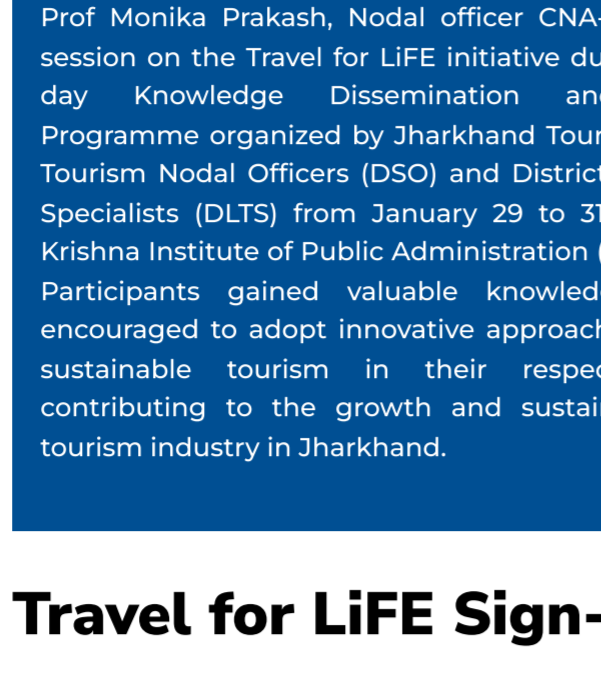 Prof Monika Prakash, Nodal officer CNA-
session on the Travel for LiFE initiative du
day Knowledge Dissemination an
Programme organized by Jharkhand Tour
Tourism Nodal Officers (DSO) and District
Specialists (DLTS) from January 29 to 31
Krishna Institute of Public Administration (
Participants gained valuable knowled
encouraged to adopt innovative approach
sustainable tourism in their respec
contributing to the growth and sustai
tourism industry in Jharkhand.
Travel for LiFE Sign-